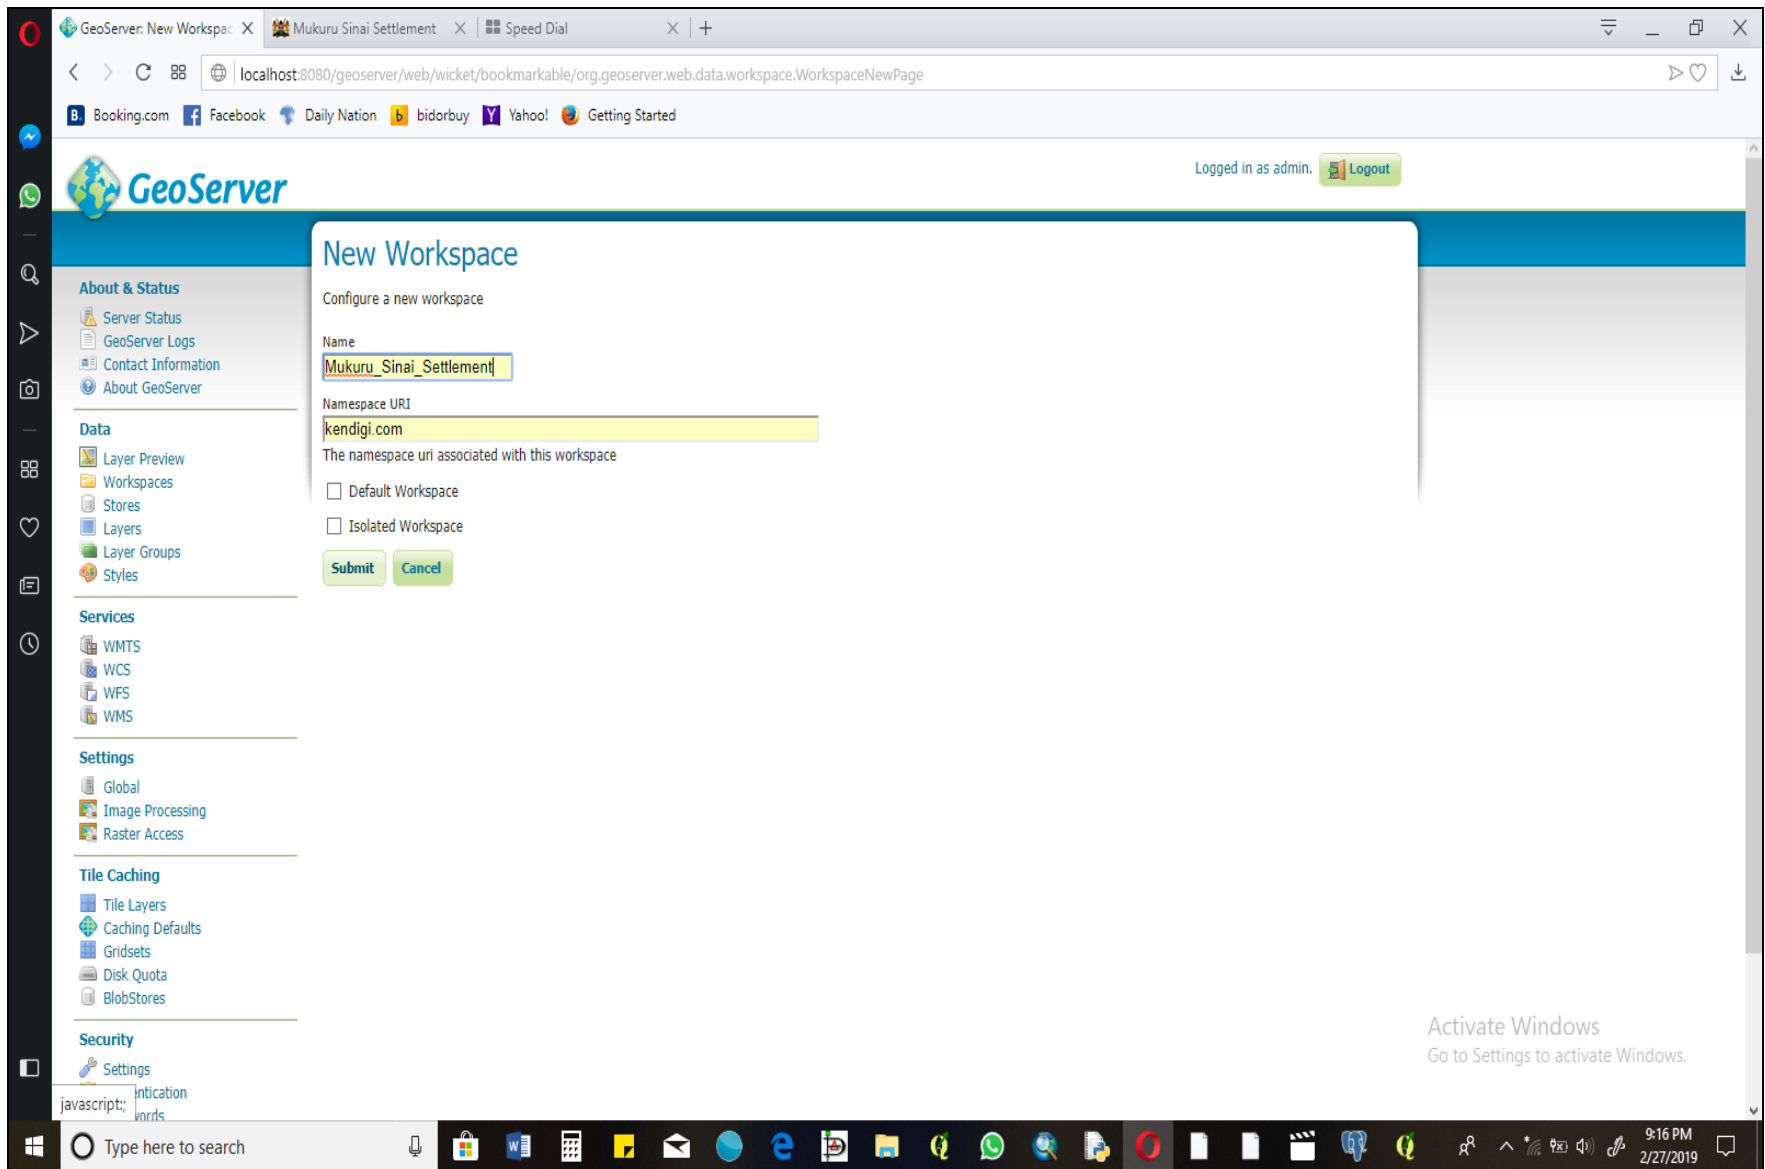 GeoServer: New Workspac
Mukuru Sinai Settlement
Speed Dial
localhost:8080/geoserver/web/wicket/bookmarkable/org.geoserver.web.data.workspace.WorkspaceNewPage
Booking.com
Facebook
Daily Nation
bidorbuy
Yahoo!
Getting Started
GeoServer
Logged in as admin.
Logout
New Workspace
Configure a new workspace
Name
Mukuru_Sinai_Settlement
Namespace URI
kendigi.com
The namespace uri associated with this workspace
Default Workspace
Isolated Workspace
Submit
Cancel
About & Status
Server Status
GeoServer Logs
Contact Information
About GeoServer
Data
Layer Preview
Workspaces
Stores
Layers
Layer Groups
Styles
Services
WMTS
WCS
WFS
WMS
Settings
Global
Image Processing
Raster Access
Tile Caching
Tile Layers
Caching Defaults
Gridsets
Disk Quota
BlobStores
Security
Settings
entication
words
javascript:;
Activate Windows
Go to Settings to activate Windows.
Type here to search
9:16 PM
2/27/2019